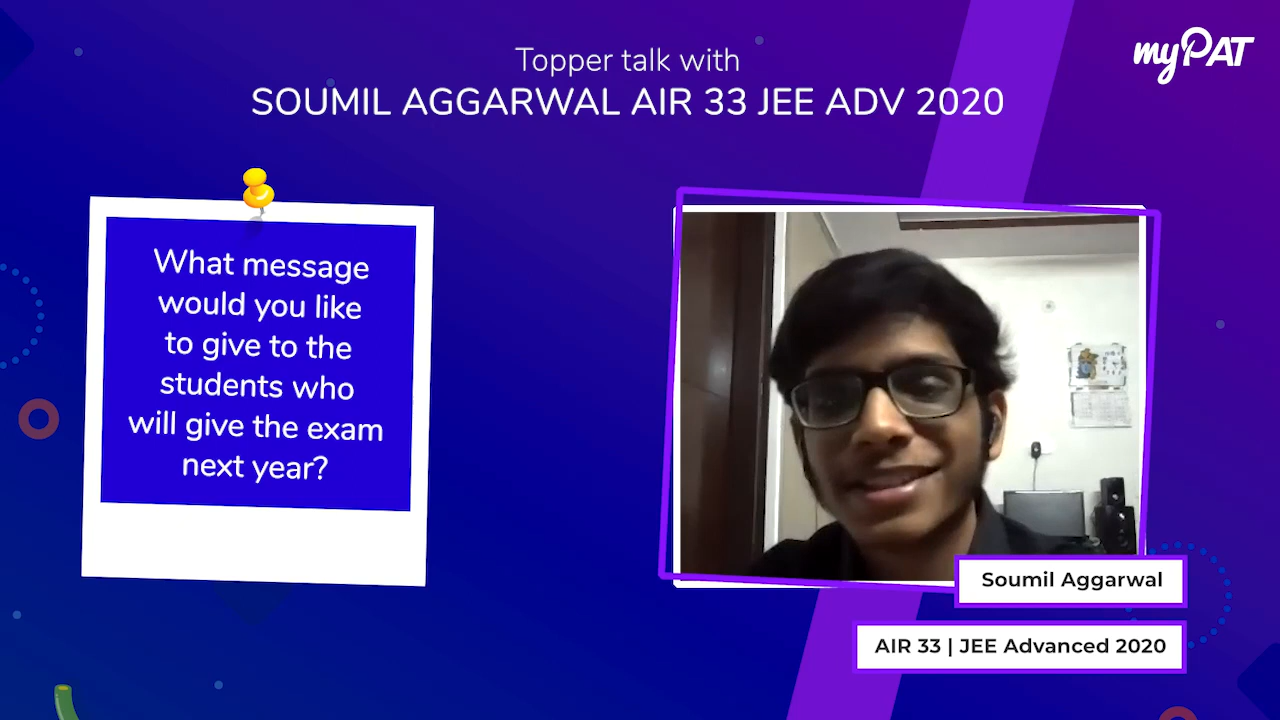 Topper talk with
SOUMIL AGGARWAL AIR 33 JEE ADV 2020
myPAT
What message
would you like
to give to the
students who
will give the exam
next year?
Soumil Aggarwal
AIR 33 | JEE Advanced 2020